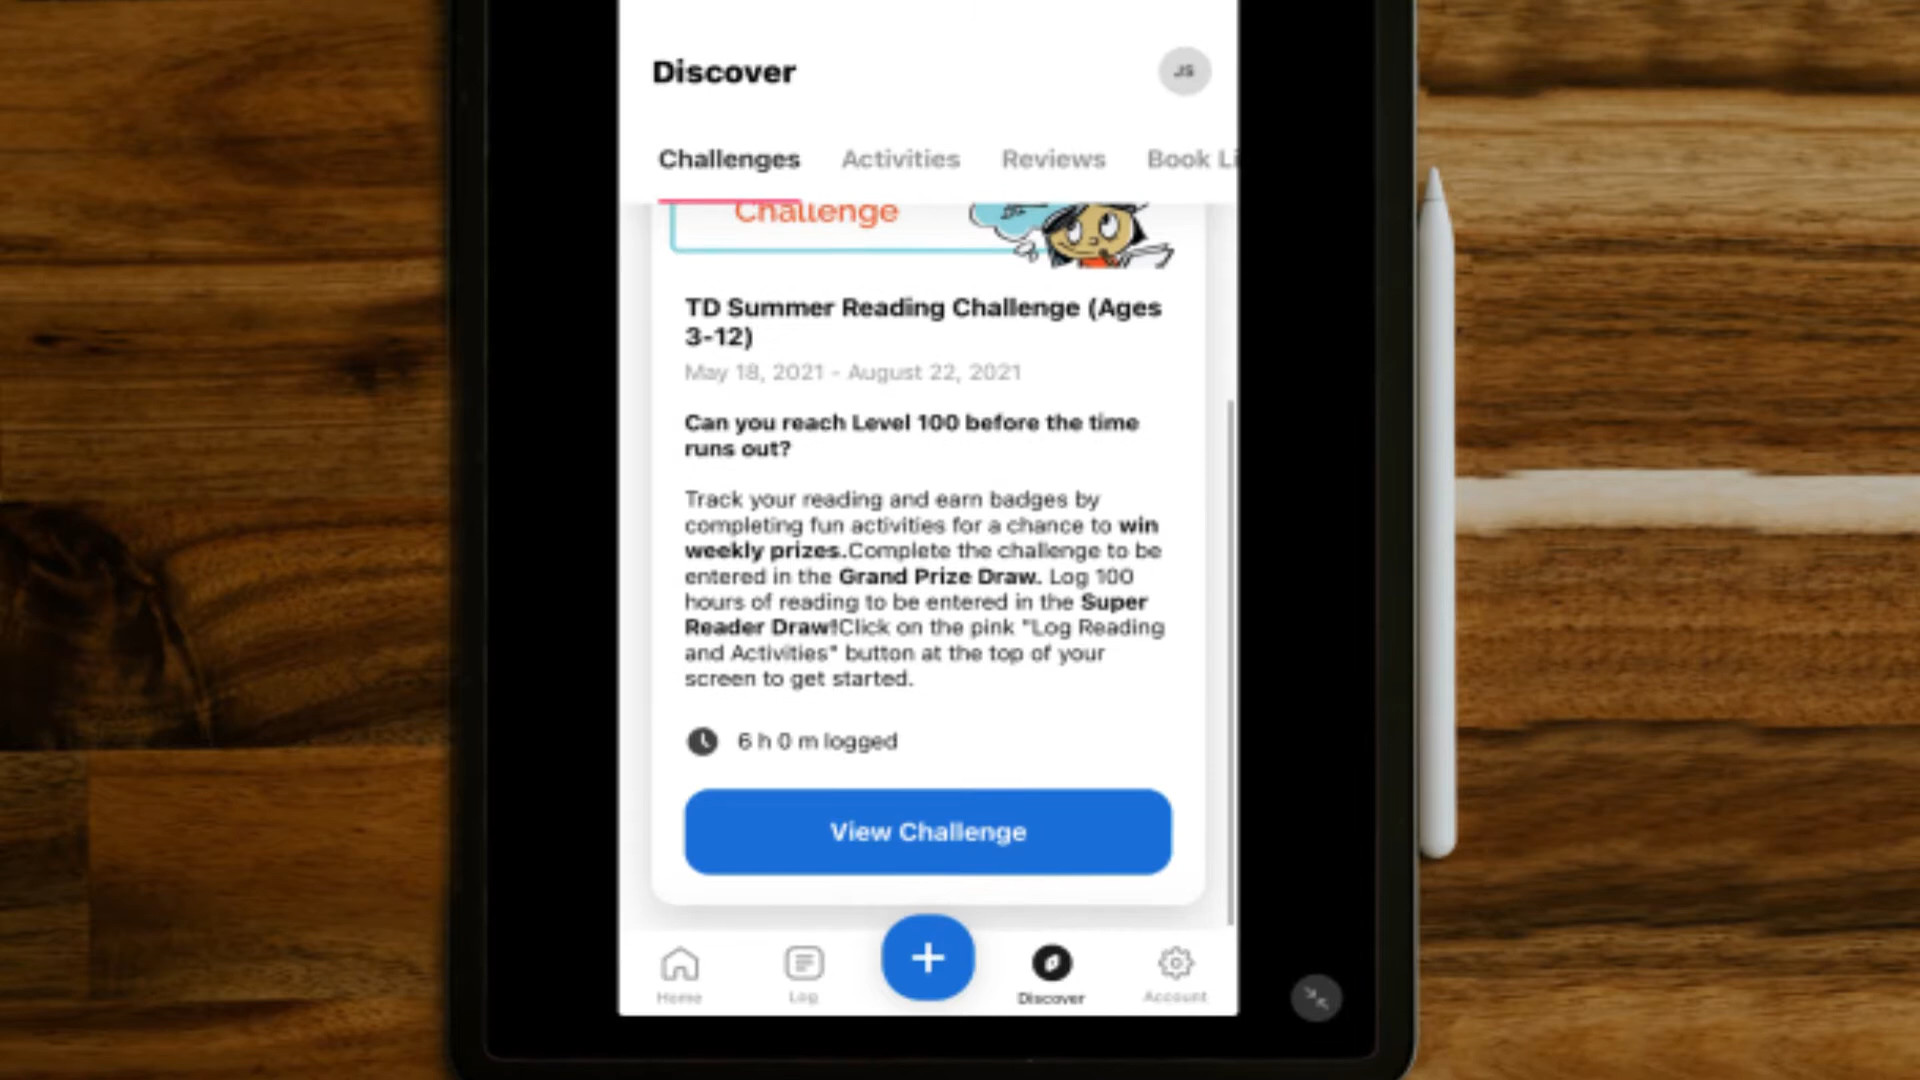 Discover
JS
Challenges Activities Reviews Book Li
Challenge
TD Summer Reading Challenge (Ages
3-12)
May 18, 2021 - August 22, 2021
Can you reach Level 100 before the time
runs out?
Track your reading and earn badges by
completing fun activities for a chance to win
weekly prizes.Complete the challenge to be
entered in the Grand Prize Draw. Log 100
hours of reading to be entered in the Super
Reader Draw!Click on the pink "Log Reading
and Activities" button at the top of your
screen to get started.
6 h 0 m logged
View Challenge
Home Log Discover Account